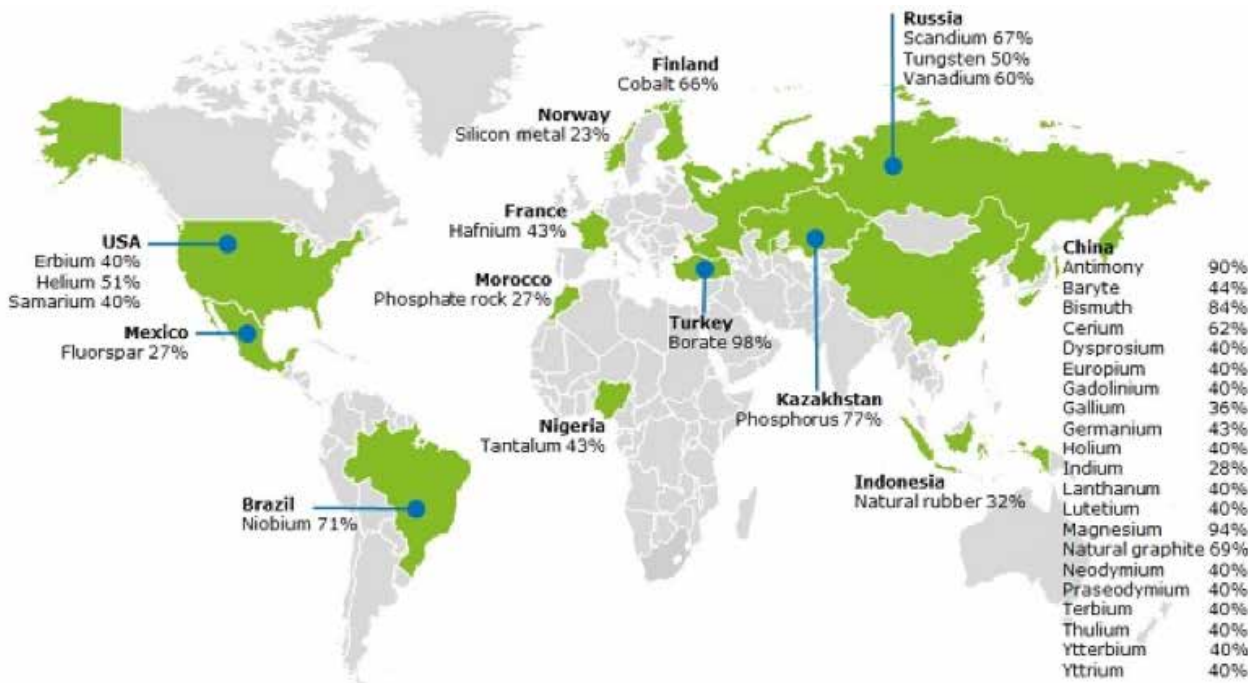 Russia
Scandium 67%
Tungsten 50%
Vanadium 60%
Finland
Cobalt 66%
Norway
Silicon metal 23%
France
Hafnium 43%
USA
Erbium 40%
Helium 51%
Samarium 40%
Morocco
Phosphate rock 27%
Mexico
Fluorspar 27%
Turkey
Borate 98%
Kazakhstan
Phosphorus 77%
Nigeria
Tantalum 43%
Indonesia
Natural rubber 32%
Brazil
Niobium 71%
China
Antimony 90%
Baryte 44%
Bismuth 84%
Cerium 62%
Dysprosium 40%
Europium 40%
Gadolinium 40%
Gallium 36%
Germanium 43%
Holium 40%
Indium 28%
Lanthanum 40%
Lutetium 40%
Magnesium 94%
Natural graphite 69%
Neodymium 40%
Praseodymium 40%
Terbium 40%
Thulium 40%
Ytterbium 40%
Yttrium 40%